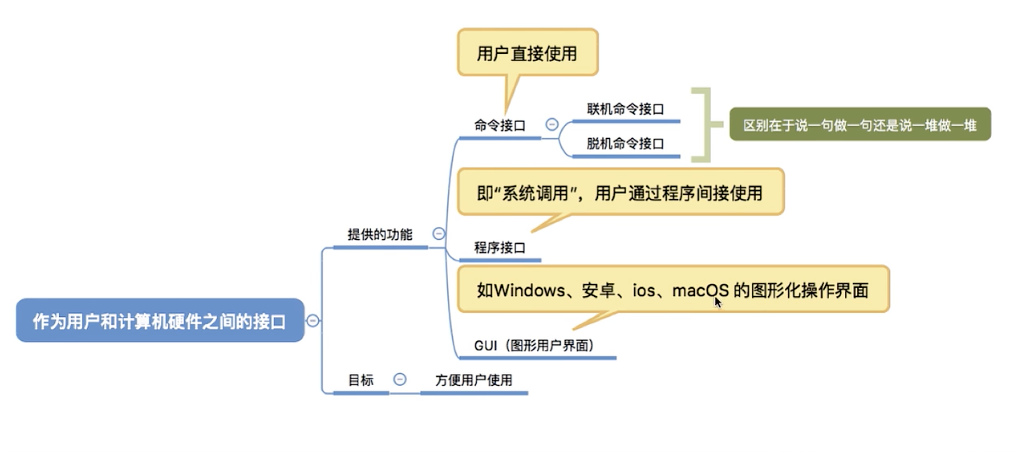 用户直接使用
联机命令接口
命令接口
区别在于说一句做一句还是说一堆做一堆
脱机命令接口
即“系统调用”，用户通过程序间接使用
提供的功能
程序接口
如Windows、安卓、ios、macOS 的图形化操作界面
作为用户和计算机硬件之间的接口
GUI（图形用户界面）
目标
方便用户使用